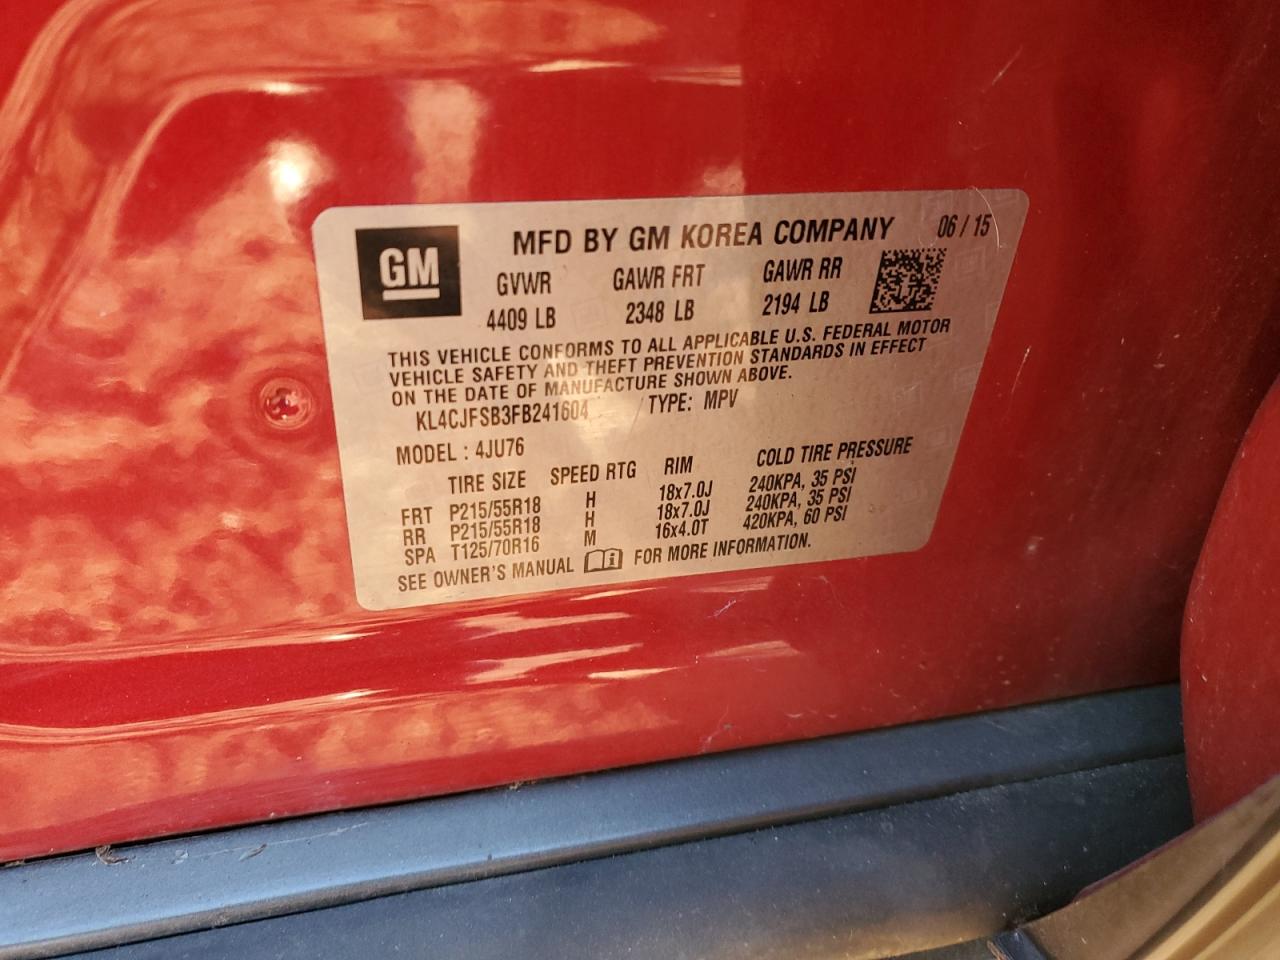 GM
MFD BY GM KOREA COMPANY 06 / 15
GVWR GAWR FRT GAWR RR
4409 LB 2348 LB 2194 LB
THIS VEHICLE CONFORMS TO ALL APPLICABLE U.S. FEDERAL MOTOR
VEHICLE SAFETY AND THEFT PREVENTION STANDARDS IN EFFECT
ON THE DATE OF MANUFACTURE SHOWN ABOVE.
KL4CJFSB3FB241604 TYPE: MPV
MODEL : 4JU76
TIRE SIZE SPEED RTG RIM COLD TIRE PRESSURE
FRT P215/55R18 H 18x7.0J 240KPA, 35 PSI
RR P215/55R18 H 18x7.0J 240KPA, 35 PSI
SPA T125/70R16 M 16x4.0T 420KPA, 60 PSI
SEE OWNER'S MANUAL FOR MORE INFORMATION.